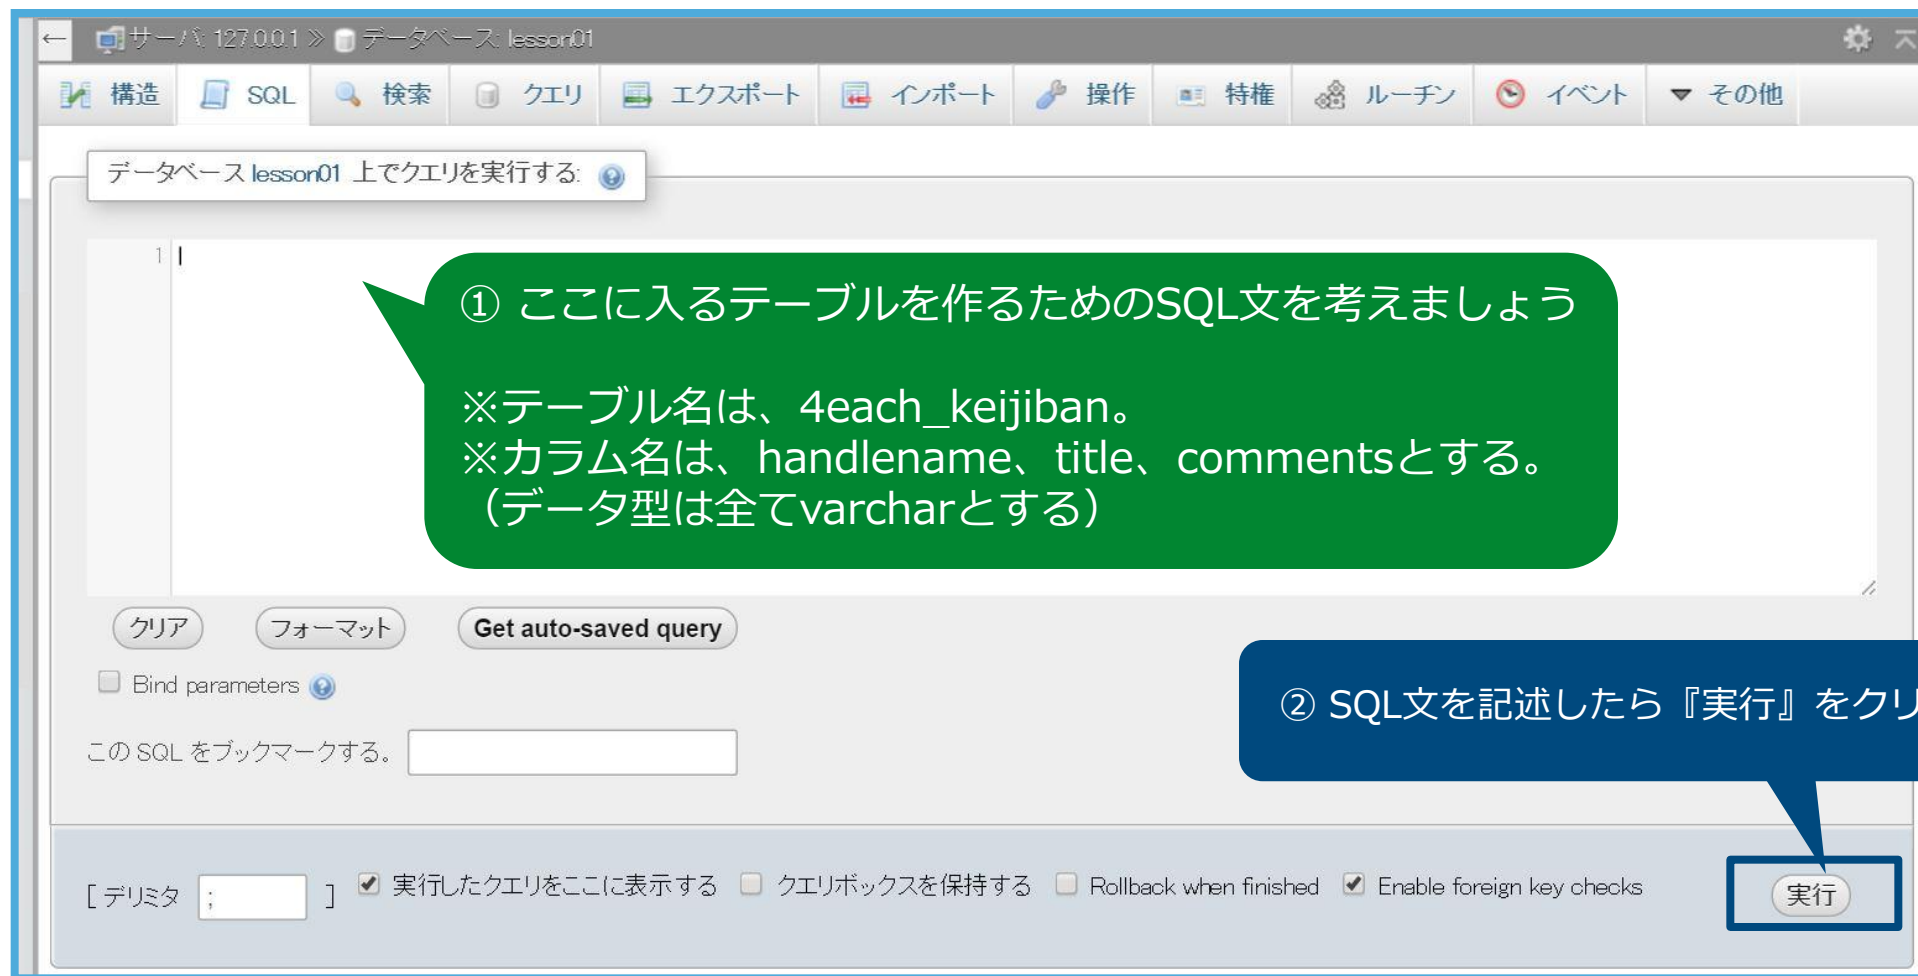 ← サーバ: 127.0.0.1 » データベース: lesson01
構造 SQL 検索 クエリ エクスポート インポート 操作 特権 ルーチン イベント ▼ その他
データベース lesson01 上でクエリを実行する:
1
① ここに入るテーブルを作るためのSQL文を考えましょう
※テーブル名は、4each_keijiban。
※カラム名は、handlename、title、commentsとする。
（データ型は全てvarcharとする）
クリア フォーマット Get auto-saved query
Bind parameters
② SQL文を記述したら『実行』をクリ
この SQL をブックマークする。
[ デリミタ ; ] 実行したクエリをここに表示する クエリボックスを保持する Rollback when finished Enable foreign key checks 実行